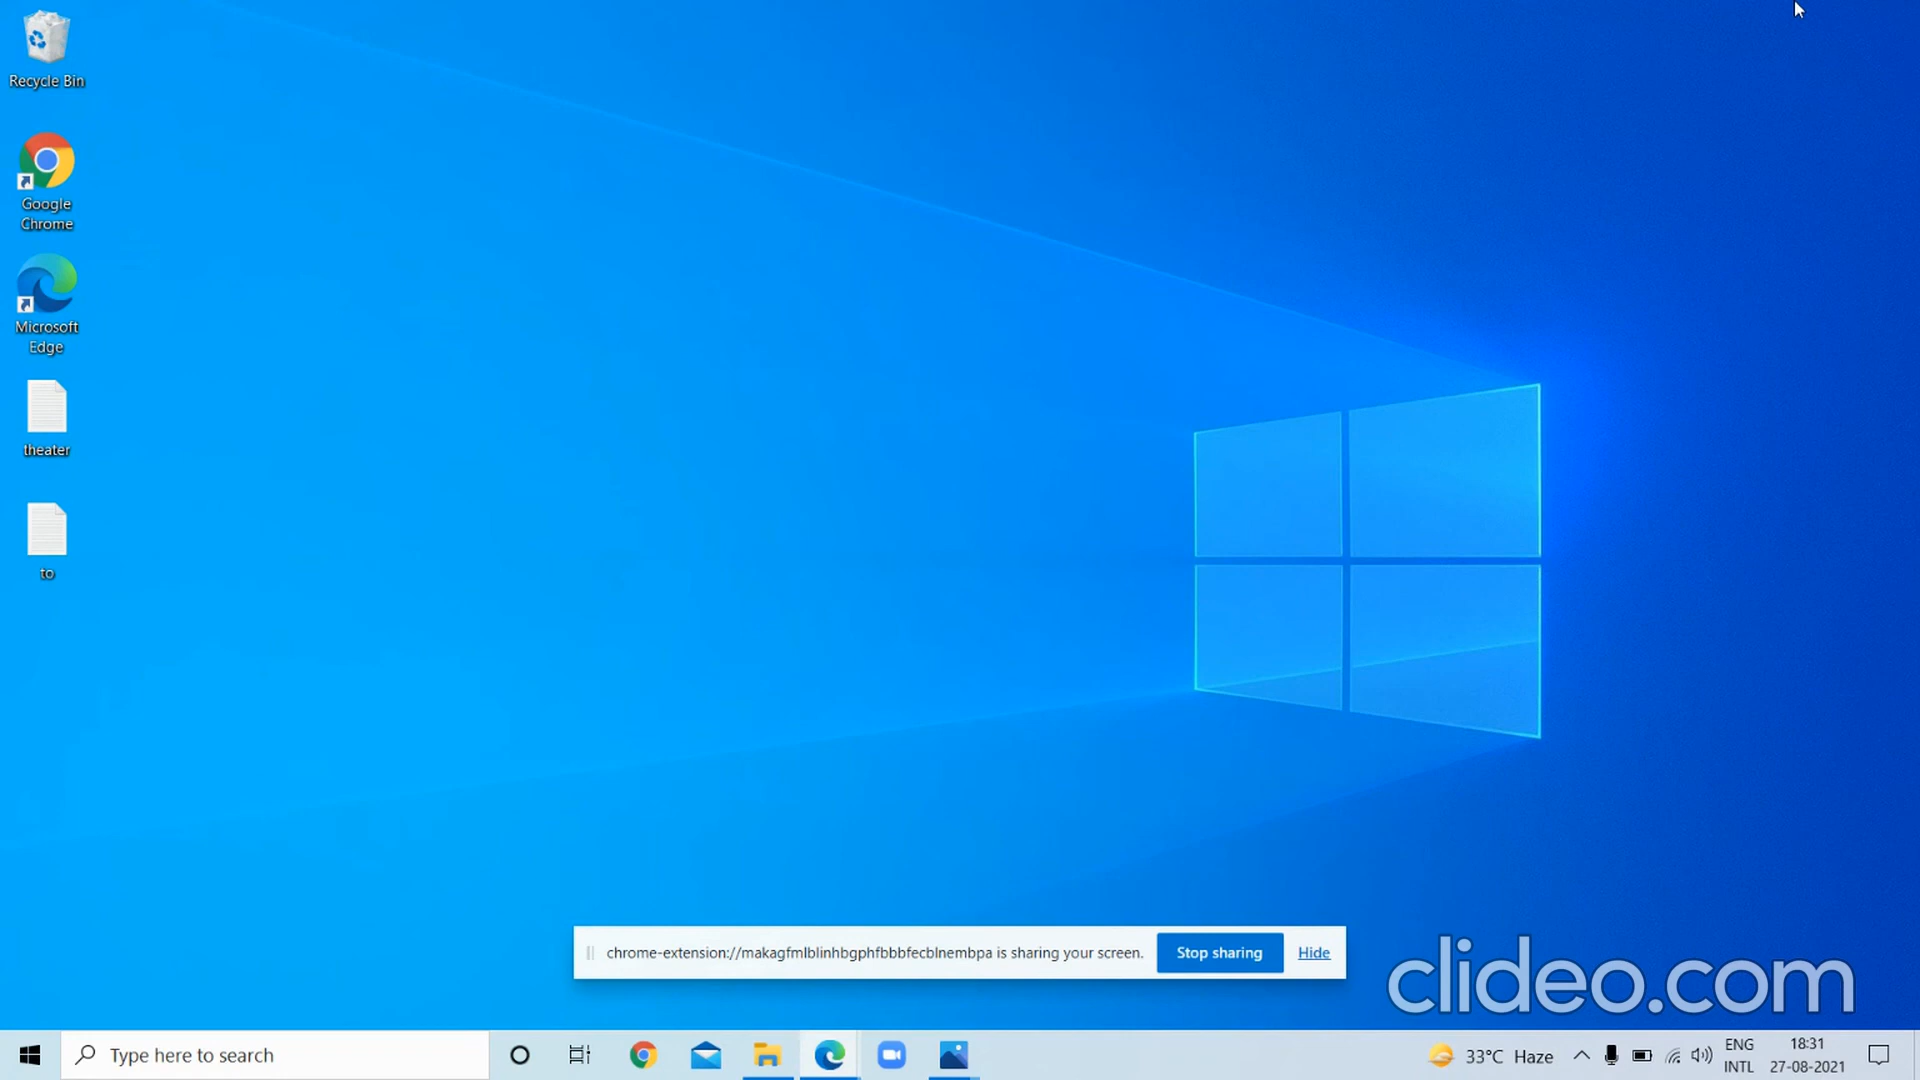 Recycle Bin
Google
Chrome
Microsoft
Edge
theater
to
chrome-extension://makagfmlblinhbgphfbbbfecblnembpa is sharing your screen.
Stop sharing
Hide
clideo.com
Type here to search
33°C Haze
ENG
INTL
18:31
27-08-2021